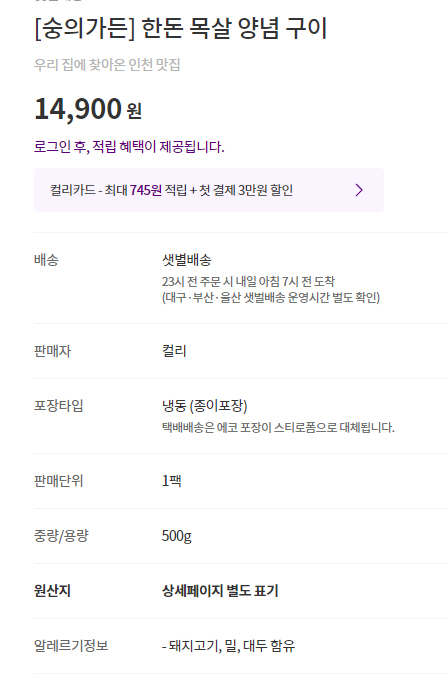 [숭의가든] 한돈 목살 양념 구이
우리 집에 찾아온 인천 맛집
14,900 원
로그인 후, 적립 혜택이 제공됩니다.
컬리카드 - 최대 745원 적립 + 첫 결제 3만원 할인
배송
샛별배송
23시 전 주문 시 내일 아침 7시 전 도착
(대구·부산·울산 샛별배송 운영시간 별도 확인)
판매자
컬리
포장타입
냉동 (종이포장)
택배배송은 에코 포장이 스티로폼으로 대체됩니다.
판매단위
1팩
중량/용량
500g
원산지
상세페이지 별도 표기
알레르기정보
- 돼지고기, 밀, 대두 함유